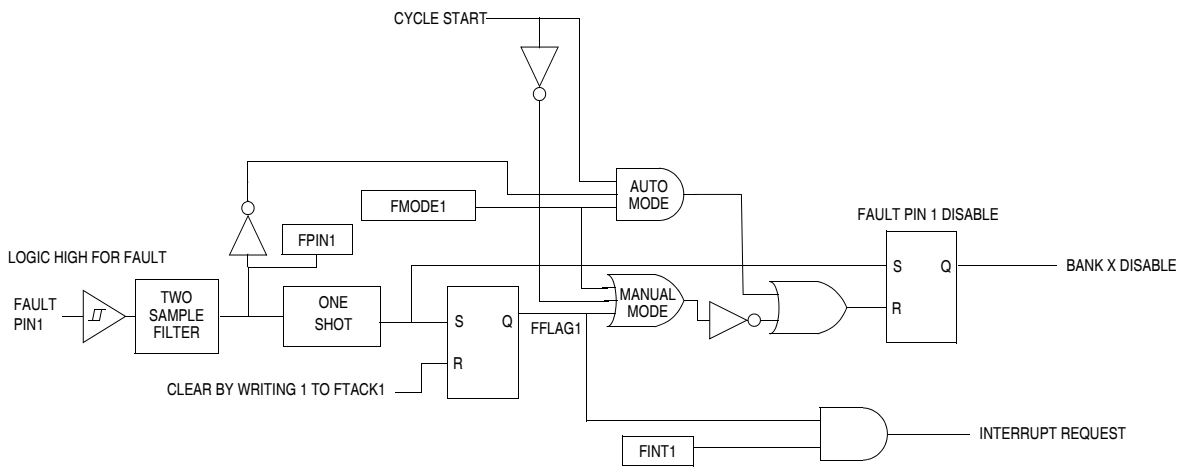 CYCLE START
AUTO
MODE
FMODE1
FAULT PIN 1 DISABLE
FPIN1
LOGIC HIGH FOR FAULT
S
Q
BANK X DISABLE
FAULT
PIN1
TWO
SAMPLE
FILTER
ONE
SHOT
MANUAL
MODE
R
S
Q
FFLAG1
R
CLEAR BY WRITING 1 TO FTACK1
INTERRUPT REQUEST
FINT1